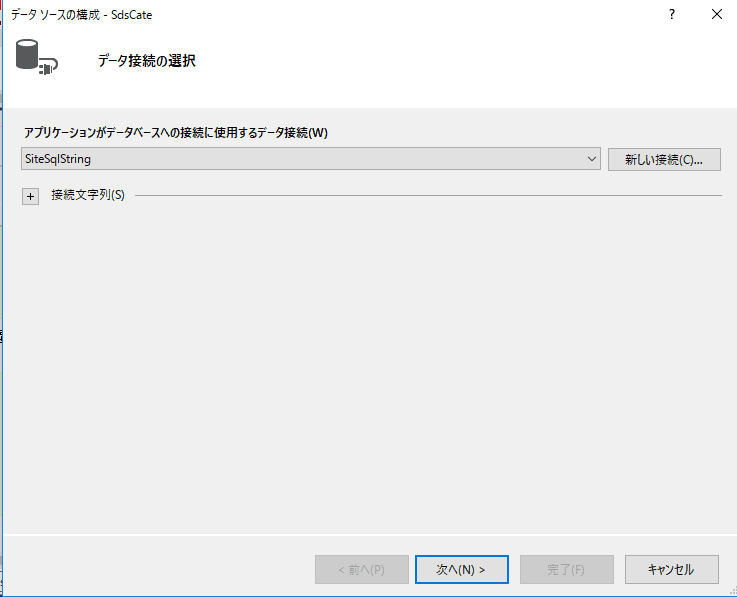 データ ソースの構成 - SdsCate
?
データ接続の選択
アプリケーションがデータベースへの接続に使用するデータ接続(W)
SiteSqlString
新しい接続(C)...
+ 接続文字列(S)
< 前へ(P)
次へ(N) >
完了(F)
キャンセル